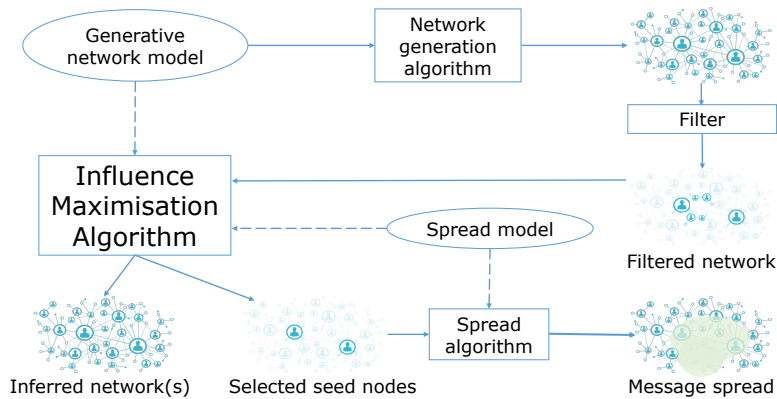 Generative
network model
Network
generation
algorithm
Filter
Influence
Maximisation
Algorithm
Spread model
Filtered network
Spread
algorithm
Inferred network(s)
Selected seed nodes
Message spread